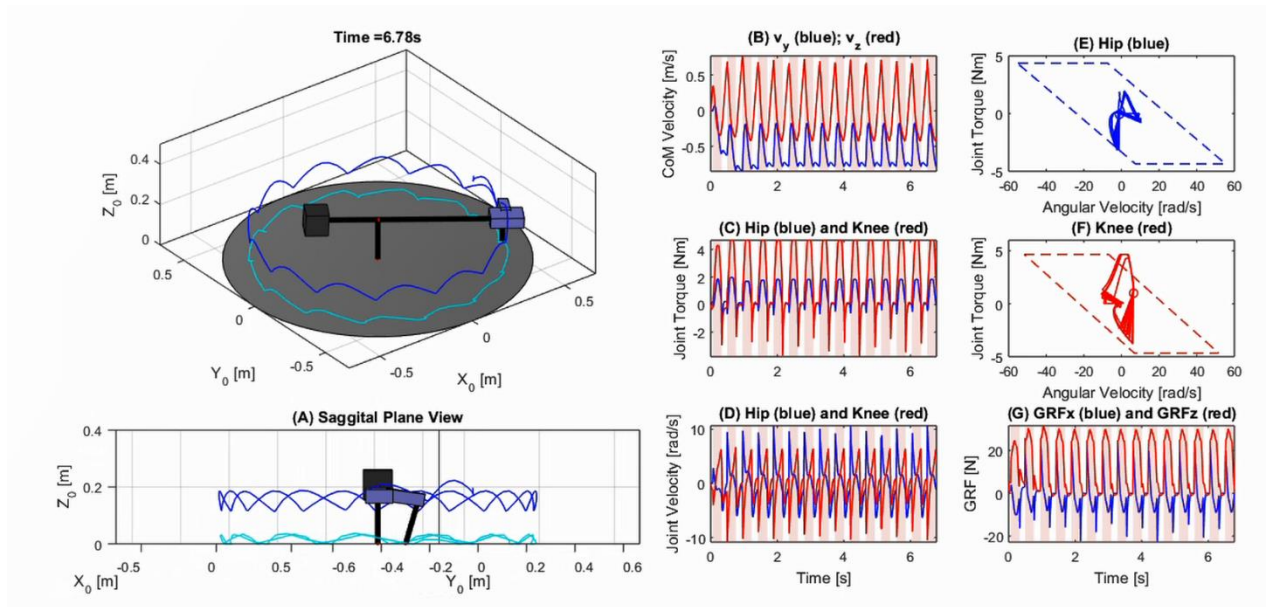 Time =6.78s
0.4
0.2
0
Z₀ [m]
0.5
0
-0.5
Y₀ [m]
-0.5
0
0.5
X₀ [m]
(A) Saggital Plane View
0.4
0.2
0
Z₀ [m]
-0.5 0 0.5 -0.6 -0.4 -0.2 0 0.2 0.4 0.6
X₀ [m] Y₀ [m]
(B) v_y (blue); v_z (red)
CoM Velocity [m/s]
0.5
0
-0.5
0 2 4 6
(C) Hip (blue) and Knee (red)
Joint Torque [Nm]
4
2
0
-2
0 2 4 6
(D) Hip (blue) and Knee (red)
Joint Velocity [rad/s]
10
0
-10
0 2 4 6
Time [s]
(E) Hip (blue)
Joint Torque [Nm]
5
0
-5
-60 -40 -20 0 20 40 60
Angular Velocity [rad/s]
(F) Knee (red)
Joint Torque [Nm]
5
0
-5
-60 -40 -20 0 20 40 60
Angular Velocity [rad/s]
(G) GRFx (blue) and GRFz (red)
GRF [N]
20
0
-20
0 2 4 6
Time [s]